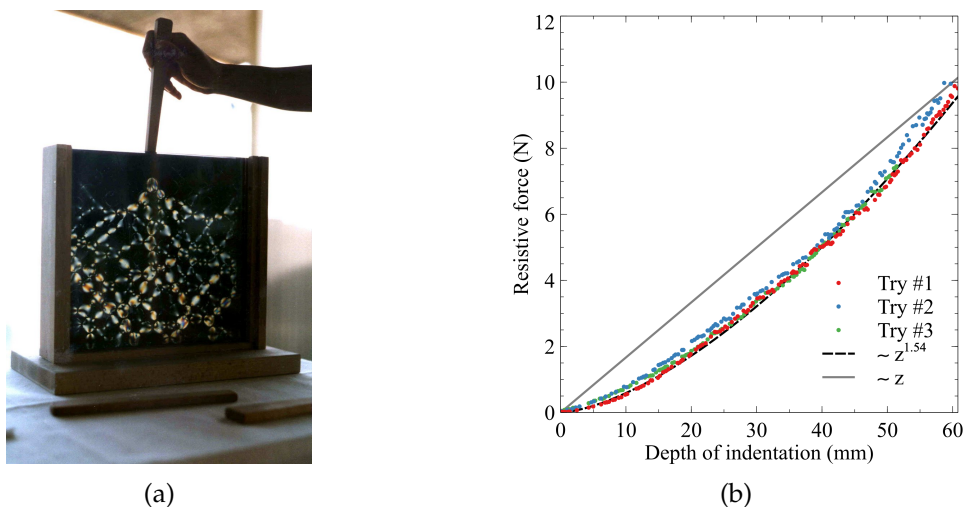 12
10
8
6
4
2
0
0
10
20
30
40
50
60
Resistive force (N)
Depth of indentation (mm)
Try #1
Try #2
Try #3
~ z^1.54
~ z
(a)
(b)